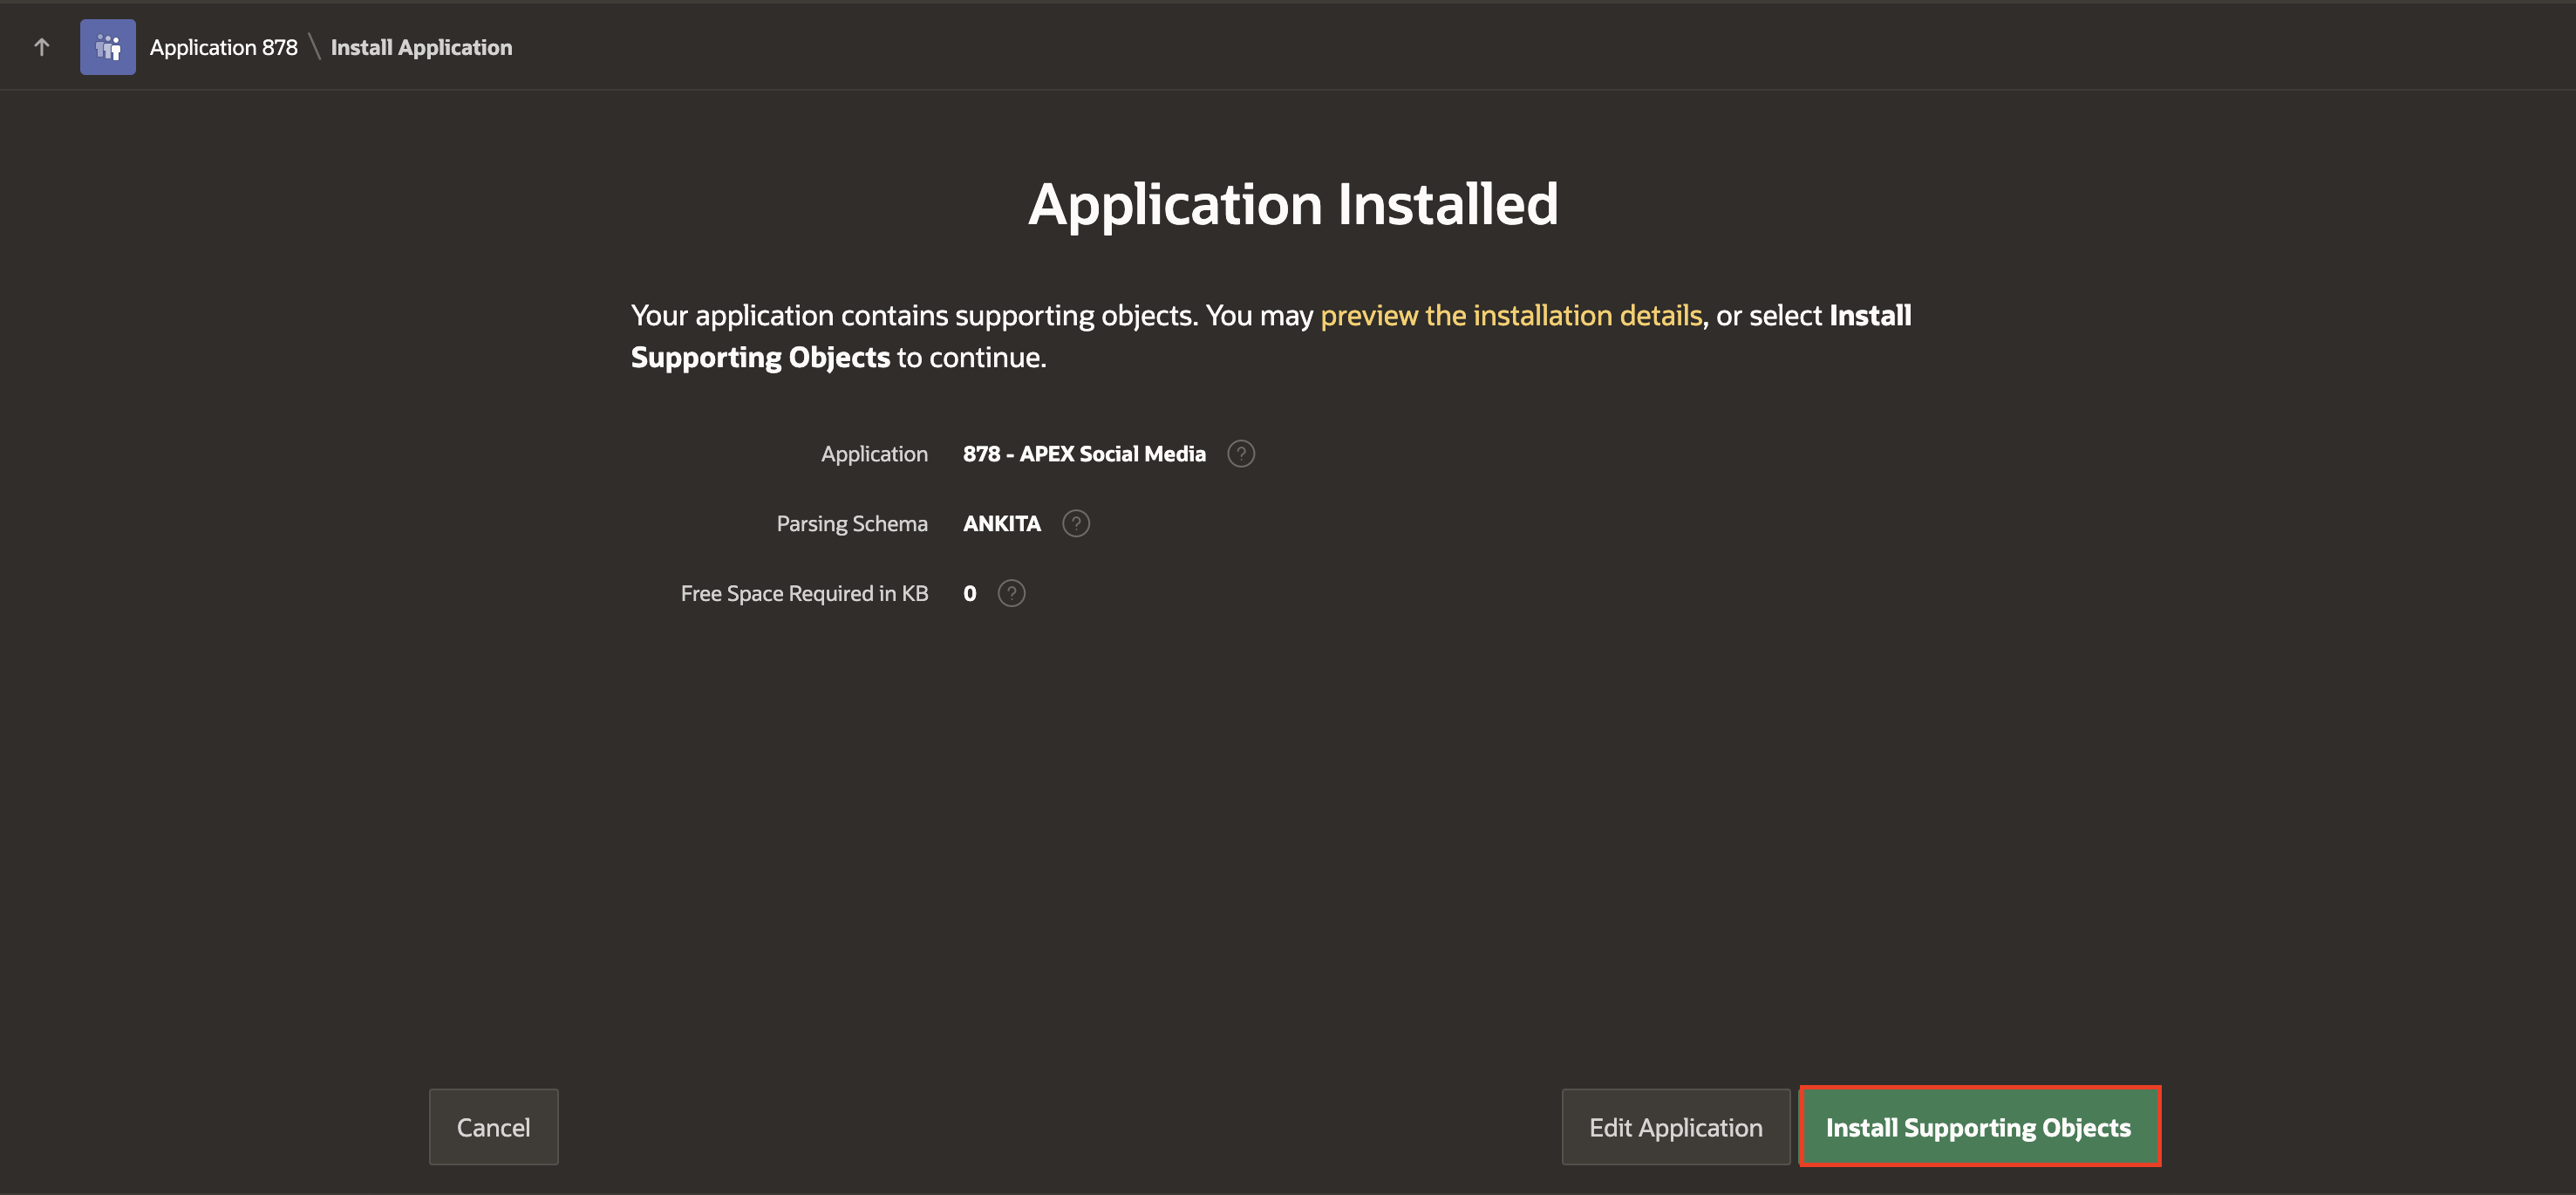 Application 878 \ Install Application
Application Installed
Your application contains supporting objects. You may preview the installation details, or select Install
Supporting Objects to continue.
Application 878 - APEX Social Media ?
Parsing Schema ANKITA ?
Free Space Required in KB 0 ?
Cancel Edit Application Install Supporting Objects